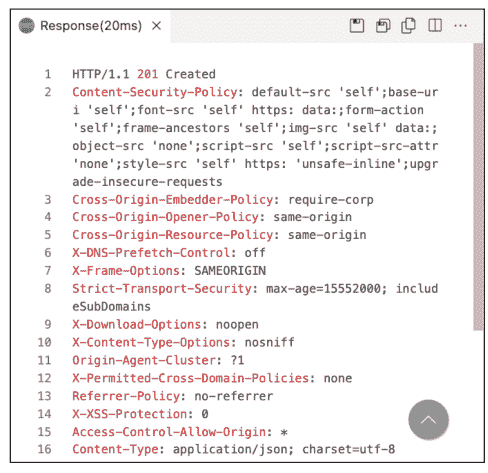 Response(20ms) ×
1 HTTP/1.1 201 Created
2 Content-Security-Policy: default-src 'self';base-ur
i 'self';font-src 'self' https: data:;form-action
'self';frame-ancestors 'self';img-src 'self' data:;
object-src 'none';script-src 'self';script-src-attr
'none';style-src 'self' https: 'unsafe-inline';upgr
ade-insecure-requests
3 Cross-Origin-Embedder-Policy: require-corp
4 Cross-Origin-Opener-Policy: same-origin
5 Cross-Origin-Resource-Policy: same-origin
6 X-DNS-Prefetch-Control: off
7 X-Frame-Options: SAMEORIGIN
8 Strict-Transport-Security: max-age=15552000; includ
eSubDomains
9 X-Download-Options: noopen
10 X-Content-Type-Options: nosniff
11 Origin-Agent-Cluster: ?1
12 X-Permitted-Cross-Domain-Policies: none
13 Referrer-Policy: no-referrer
14 X-XSS-Protection: 0
15 Access-Control-Allow-Origin: *
16 Content-Type: application/json; charset=utf-8